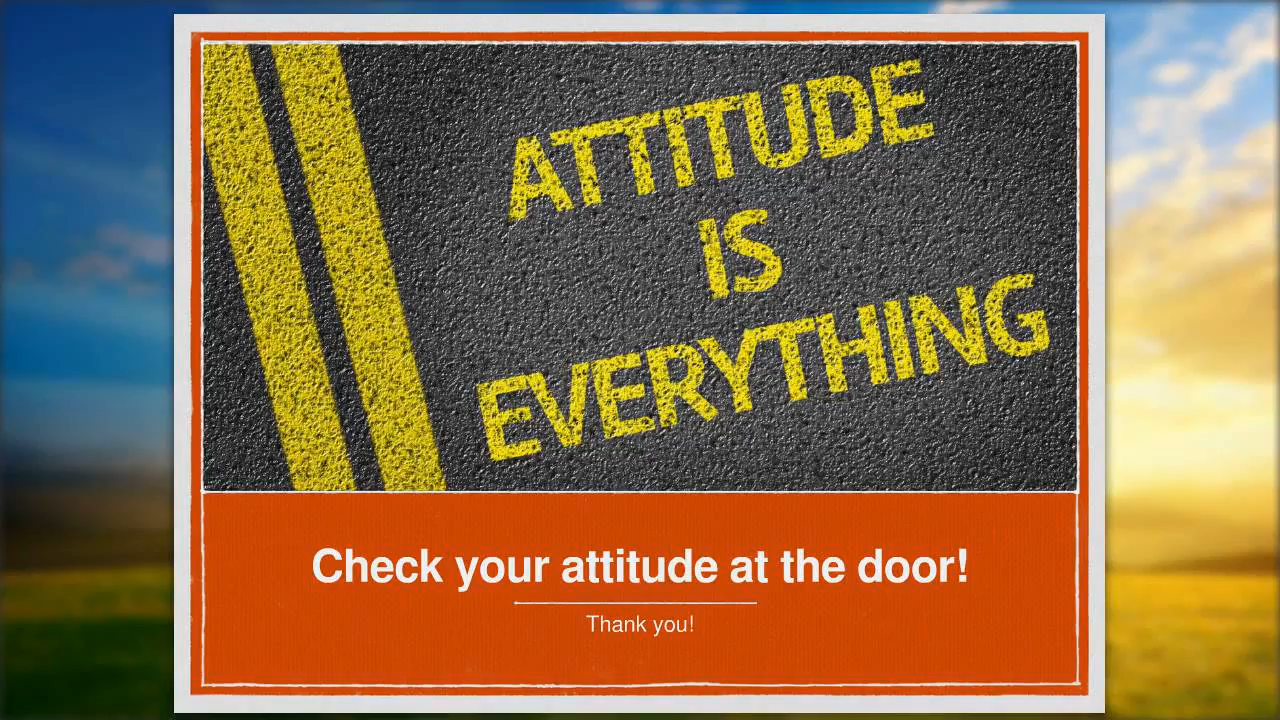 ATTITUDE
IS
EVERYTHING
Check your attitude at the door!
Thank you!